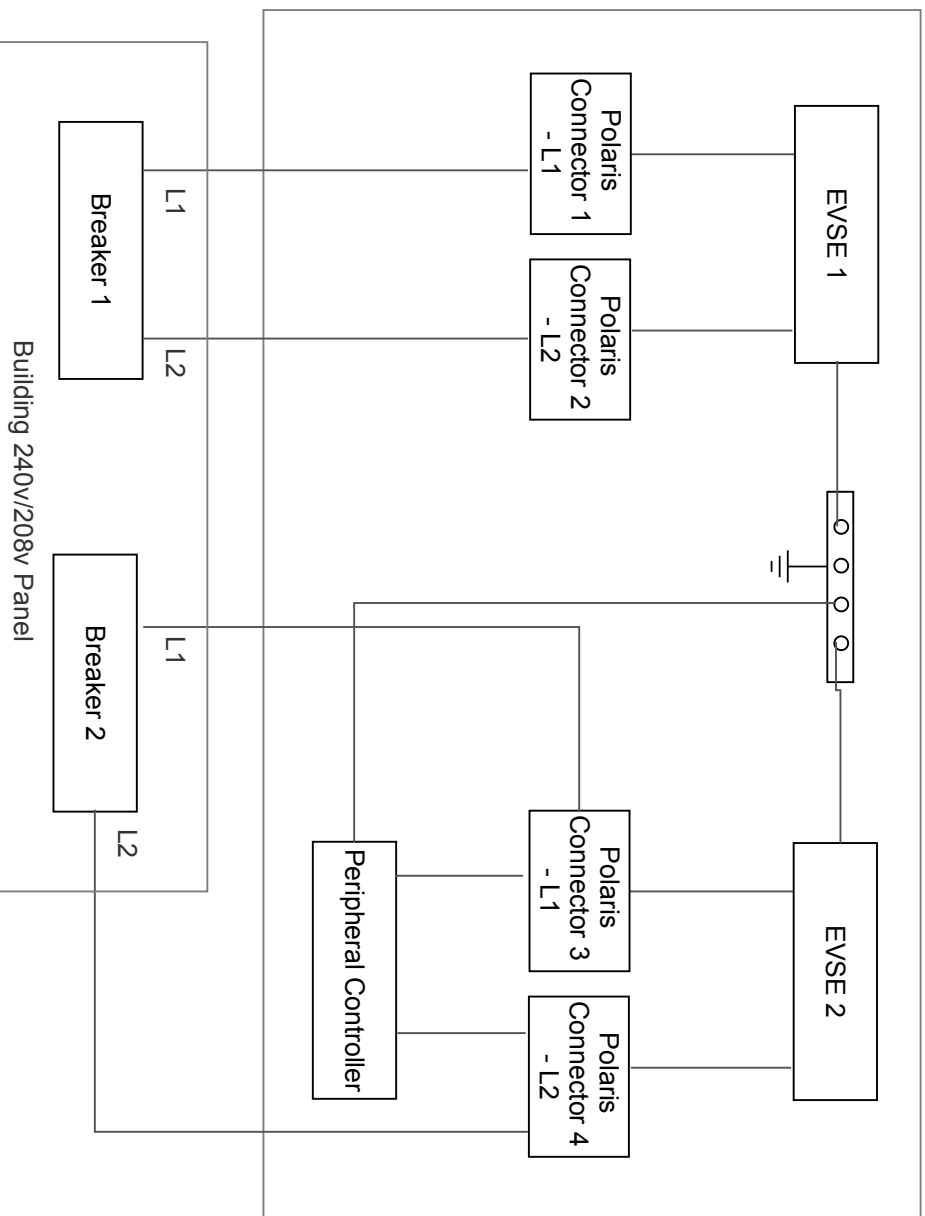 EVSE 1
EVSE 2
Polaris
Connector 1
- L1
Polaris
Connector 2
- L2
Polaris
Connector 3
- L1
Polaris
Connector 4
- L2
Peripheral Controller
L1
L2
L1
L2
Breaker 1
Breaker 2
Building 240v/208v Panel